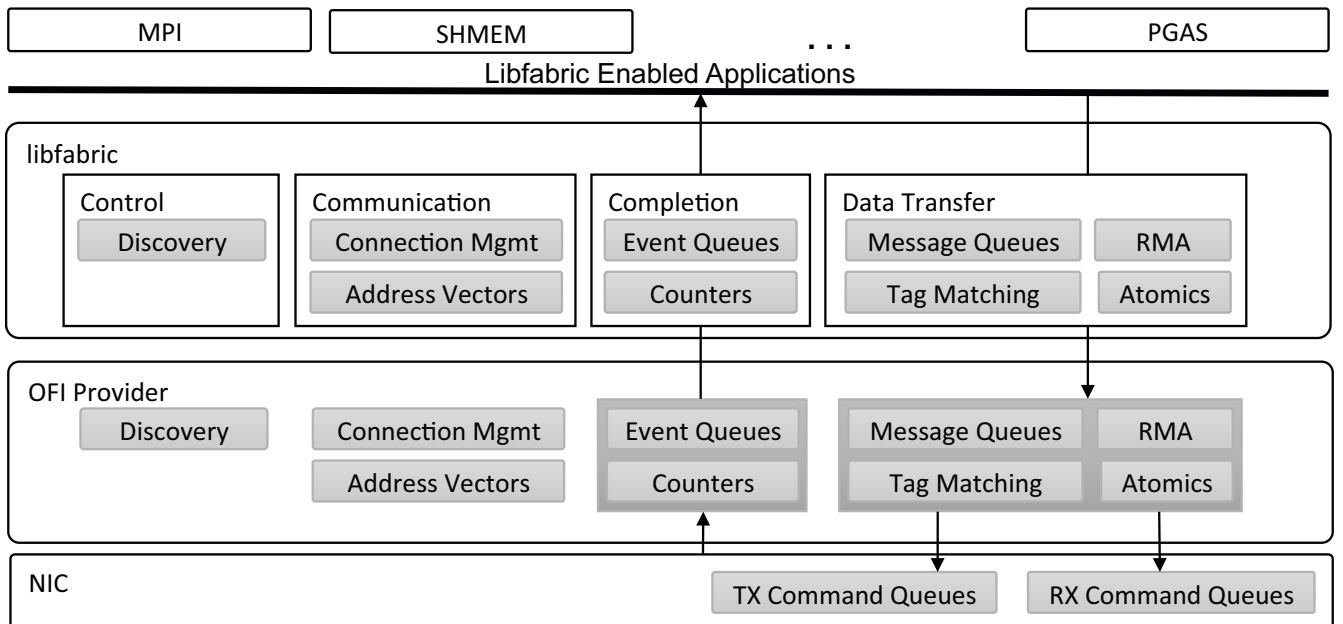 MPI
SHMEM
. . .
PGAS
Libfabric Enabled Applications
libfabric
Control
Discovery
Communication
Connection Mgmt
Address Vectors
Completion
Event Queues
Counters
Data Transfer
Message Queues
RMA
Tag Matching
Atomics
OFI Provider
Discovery
Connection Mgmt
Address Vectors
Event Queues
Counters
Message Queues
RMA
Tag Matching
Atomics
NIC
TX Command Queues
RX Command Queues